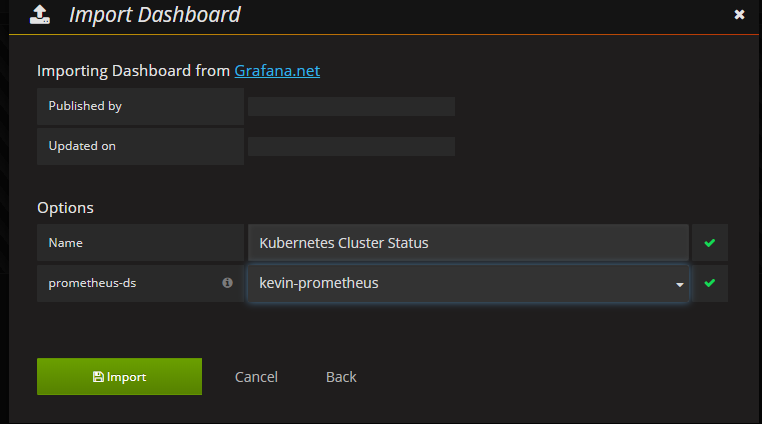 Import Dashboard
Importing Dashboard from Grafana.net
Published by
Updated on
Options
Name Kubernetes Cluster Status
prometheus-ds kevin-prometheus
Import Cancel Back